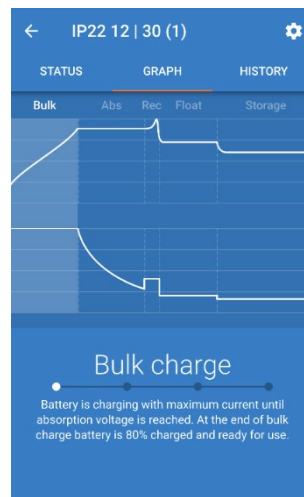 IP22 12 | 30 (1)
STATUS GRAPH HISTORY
Bulk Abs Rec Float Storage
Bulk charge
Battery is charging with maximum current until
absorption voltage is reached. At the end of bulk
charge battery is 80% charged and ready for use.